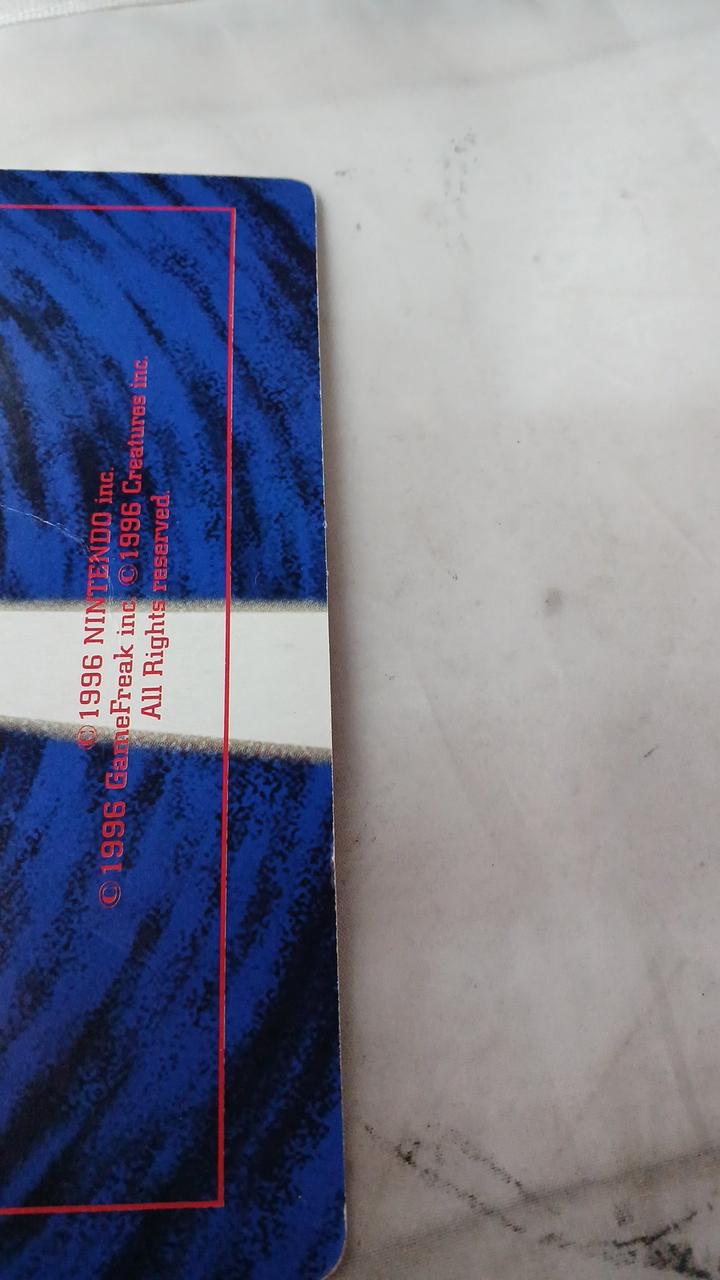 ©1996 NINTENDO inc.
©1996 GameFreak inc. ©1996 Creatures inc.
All Rights reserved.